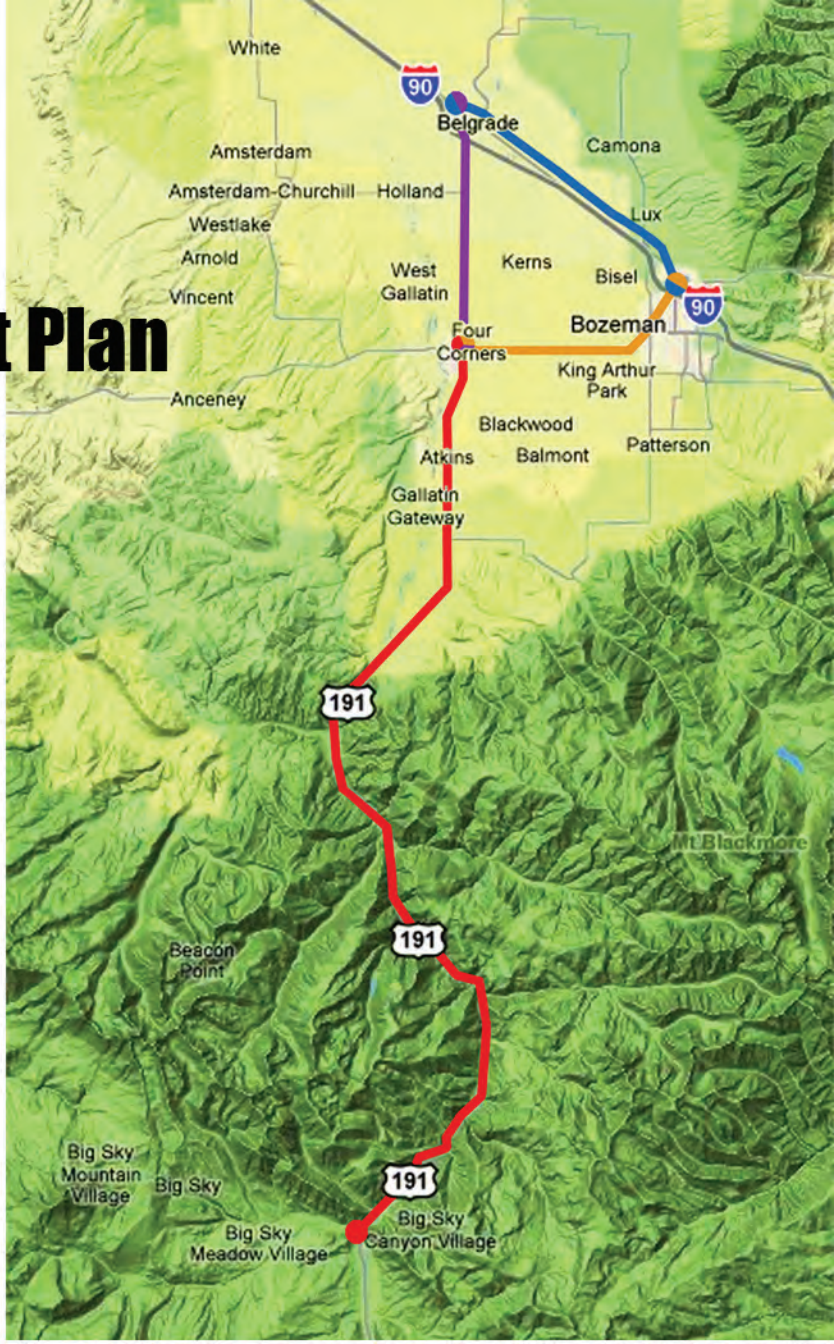 White
90
Belgrade
Camona
Amsterdam
Amsterdam-Churchill
Holland
Westlake
Lux
Arnold
Kerns
West
Gallatin
Bisel
Vincent
90
t Plan
Four
Corners
Bozeman
King Arthur
Park
Anceney
Blackwood
Patterson
Atkins
Balmont
Gallatin
Gateway
191
Mt Blackmore
191
Beacon
Point
Big Sky
Mountain
Village
Big Sky
191
Big Sky
Meadow Village
Big Sky
Canyon Village